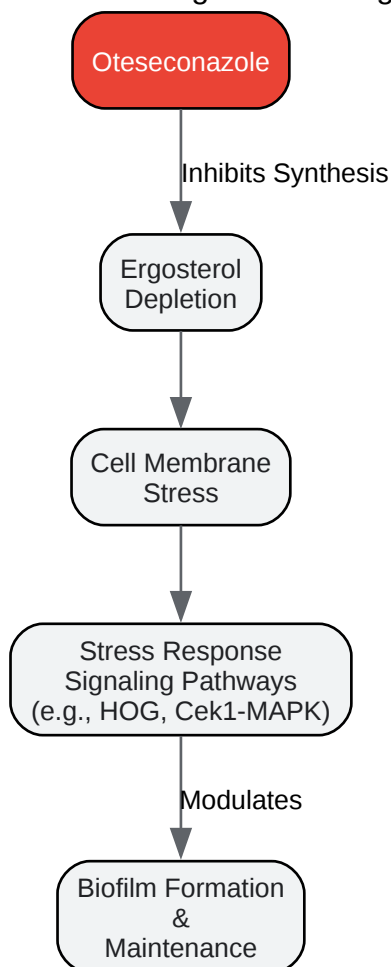 Oteseconazole
Inhibits Synthesis
Ergosterol
Depletion
Cell Membrane
Stress
Stress Response
Signaling Pathways
(e.g., HOG, Cek1-MAPK)
Modulates
Biofilm Formation
&
Maintenance